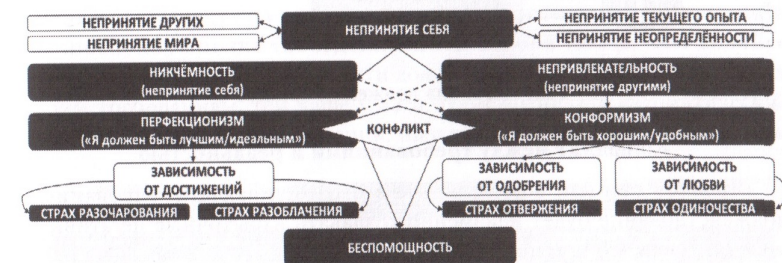 НЕПРИНЯТИЕ ДРУГИХ
НЕПРИНЯТИЕ МИРА
НЕПРИНЯТИЕ СЕБЯ
НЕПРИНЯТИЕ ТЕКУЩЕГО ОПЫТА
НЕПРИНЯТИЕ НЕОПРЕДЕЛЁННОСТИ
НИКЧЁМНОСТЬ
(непринятие себя)
НЕПРИВЛЕКАТЕЛЬНОСТЬ
(непринятие другими)
ПЕРФЕКЦИОНИЗМ
(«Я должен быть лучшим/идеальным»)
КОНФЛИКТ
КОНФОРМИЗМ
(«Я должен быть хорошим/удобным»)
ЗАВИСИМОСТЬ
ОТ ДОСТИЖЕНИЙ
ЗАВИСИМОСТЬ
ОТ ОДОБРЕНИЯ
ЗАВИСИМОСТЬ
ОТ ЛЮБВИ
СТРАХ РАЗОЧАРОВАНИЯ
СТРАХ РАЗОБЛАЧЕНИЯ
СТРАХ ОТВЕРЖЕНИЯ
СТРАХ ОДИНОЧЕСТВА
БЕСПОМОЩНОСТЬ